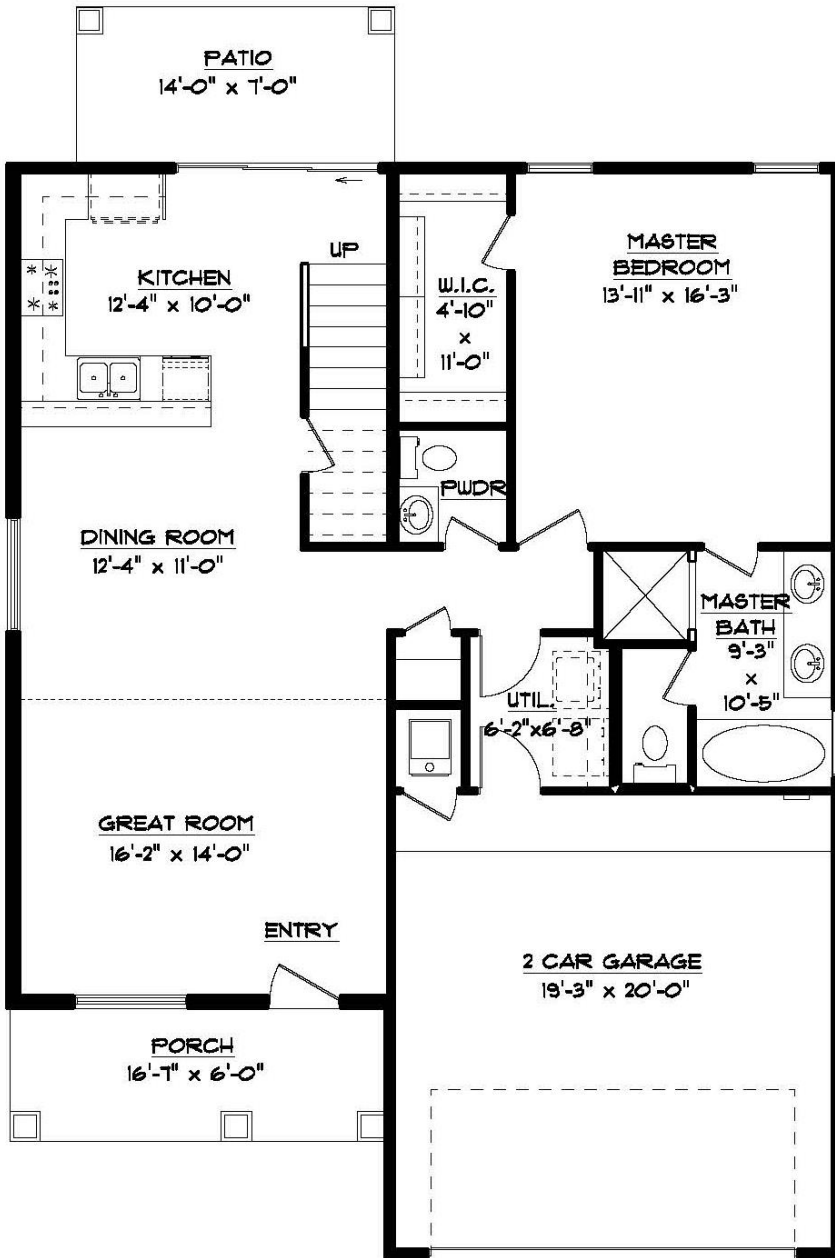 PATIO
14'-0" x 7'-0"
KITCHEN
12'-4" x 10'-0"
UP
W.I.C.
4'-10"
x
11'-0"
MASTER
BEDROOM
13'-11" x 16'-3"
PWDR
DINING ROOM
12'-4" x 11'-0"
MASTER
BATH
9'-3"
x
10'-5"
UTIL.
6'-2"x6'-8"
GREAT ROOM
16'-2" x 14'-0"
ENTRY
2 CAR GARAGE
19'-3" x 20'-0"
PORCH
16'-7" x 6'-0"